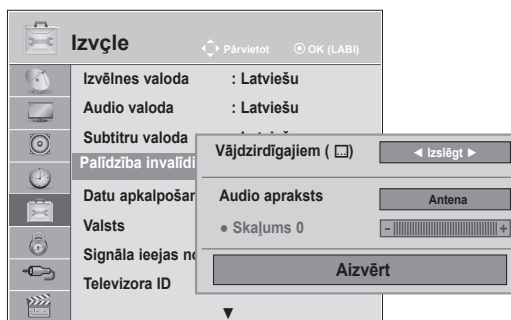 Izvçle
Pārvietot OK (LABI)
Izvēlnes valoda : Latviešu
Audio valoda : Latviešu
Subtitru valoda
Palīdzība invalīdi
Datu apkalpošan
Valsts
Signāla ieejas no
Televizora ID
Vājdzirdīgajiem ( ) ◄ Izslēgt ►
Audio apraksts Antena
● Skaļums 0 - +
Aizvērt
▼